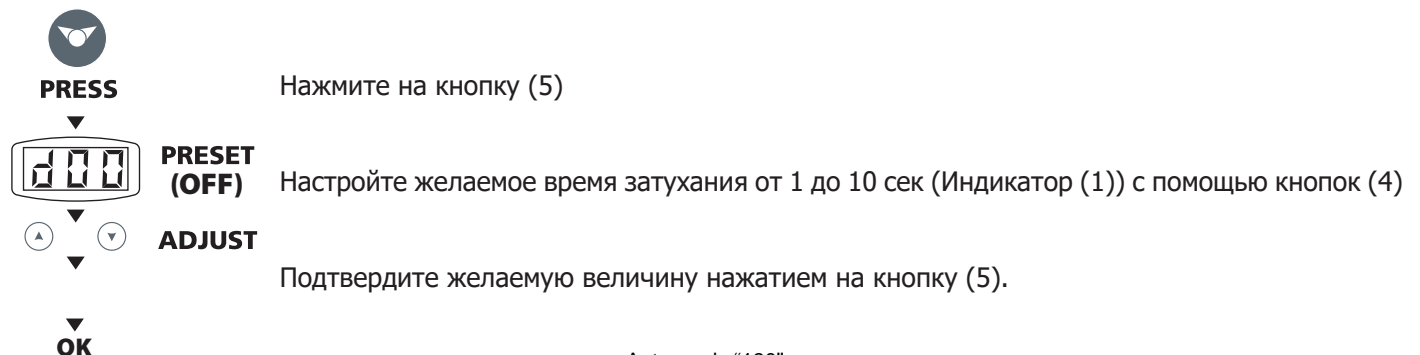 PRESS
Нажмите на кнопку (5)
d00
PRESET
(OFF)
Настройте желаемое время затухания от 1 до 10 сек (Индикатор (1)) с помощью кнопок (4)
ADJUST
Подтвердите желаемую величину нажатием на кнопку (5).
OK